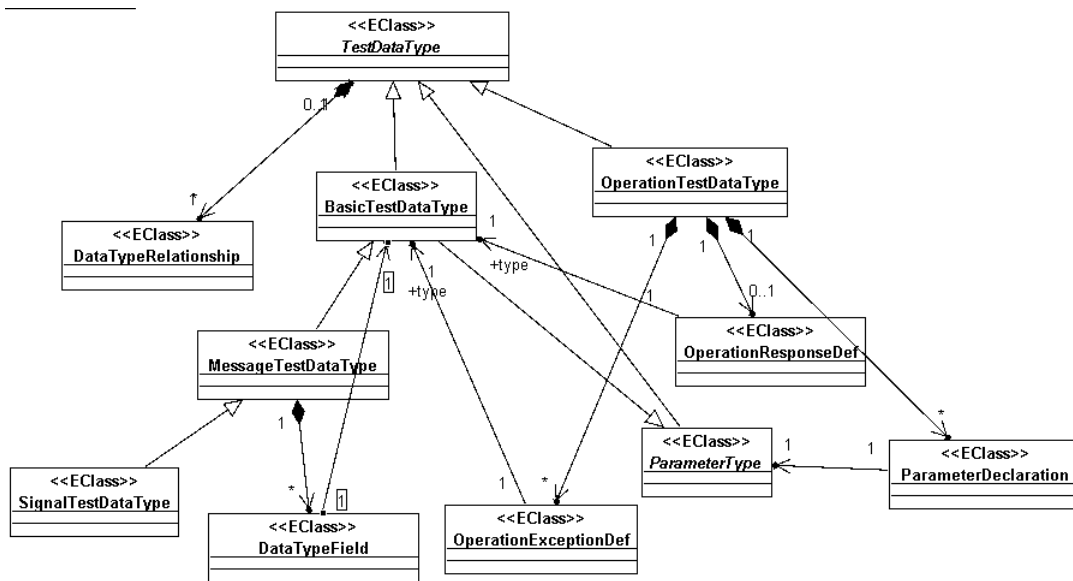 <<EClass>>
TestDataType
0..1
<<EClass>>
OperationTestDataType
<<EClass>>
BasicTestDataType
*
1
1
1
1
<<EClass>>
DataTypeRelationship
+type
1
1
+type
1
0..1
<<EClass>>
OperationResponseDef
<<EClass>>
MessageTestDataType
1
*
<<EClass>>
ParameterType
1
1
<<EClass>>
ParameterDeclaration
<<EClass>>
SignalTestDataType
*
1
1
*
<<EClass>>
DataTypeField
<<EClass>>
OperationExceptionDef